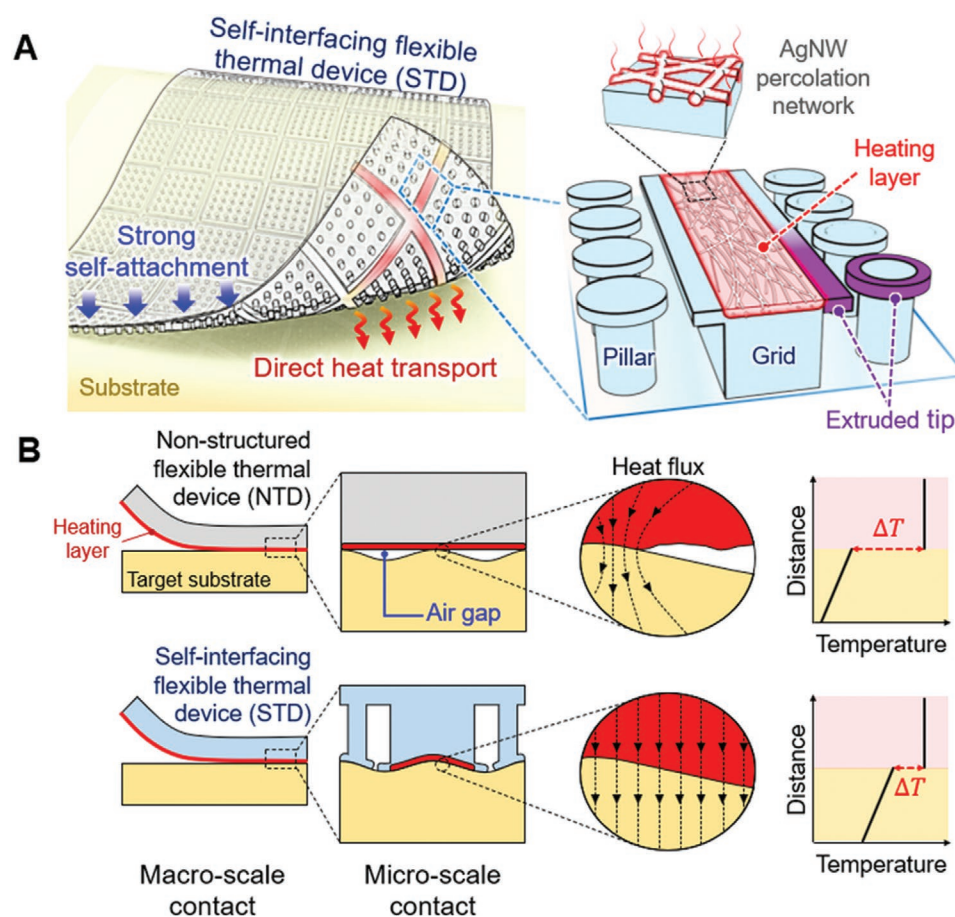 A
Self-interfacing flexible
thermal device (STD)
Strong
self-attachment
Direct heat transport
Substrate
AgNW
percolation
network
Heating
layer
Pillar
Grid
Extruded tip
B
Non-structured
flexible thermal
device (NTD)
Heating
layer
Target substrate
Air gap
Heat flux
ΔT
Distance
Temperature
Self-interfacing
flexible thermal
device (STD)
ΔT
Distance
Temperature
Macro-scale
contact
Micro-scale
contact